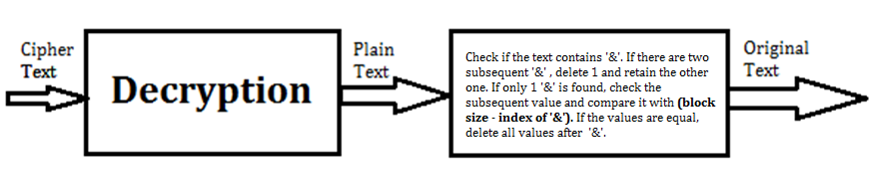 Cipher
Text
Decryption
Plain
Text
Check if the text contains '&'. If there are two
subsequent '&' , delete 1 and retain the other
one. If only 1 '&' is found, check the
subsequent value and compare it with (block
size - index of '&'). If the values are equal,
delete all values after '&'.
Original
Text